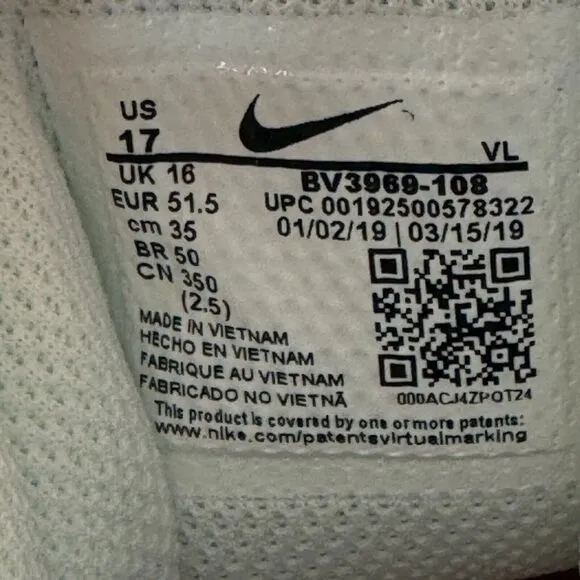 US
17
VL
UK 16
EUR 51.5
cm 35
BR 50
CN 350
(2.5)
BV3969-108
UPC 00192500578322
01/02/19 | 03/15/19
MADE IN VIETNAM
HECHO EN VIETNAM
FABRIQUE AU VIETNAM
FABRICADO NO VIETNÃ
000ACJ4ZPOT24
This product is covered by one or more patents:
www.nike.com/patentsvirtualmarking